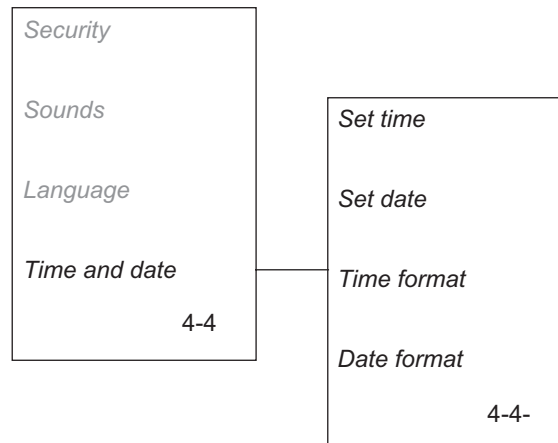 Security
Sounds
Language
Time and date
4-4
Set time
Set date
Time format
Date format
4-4-